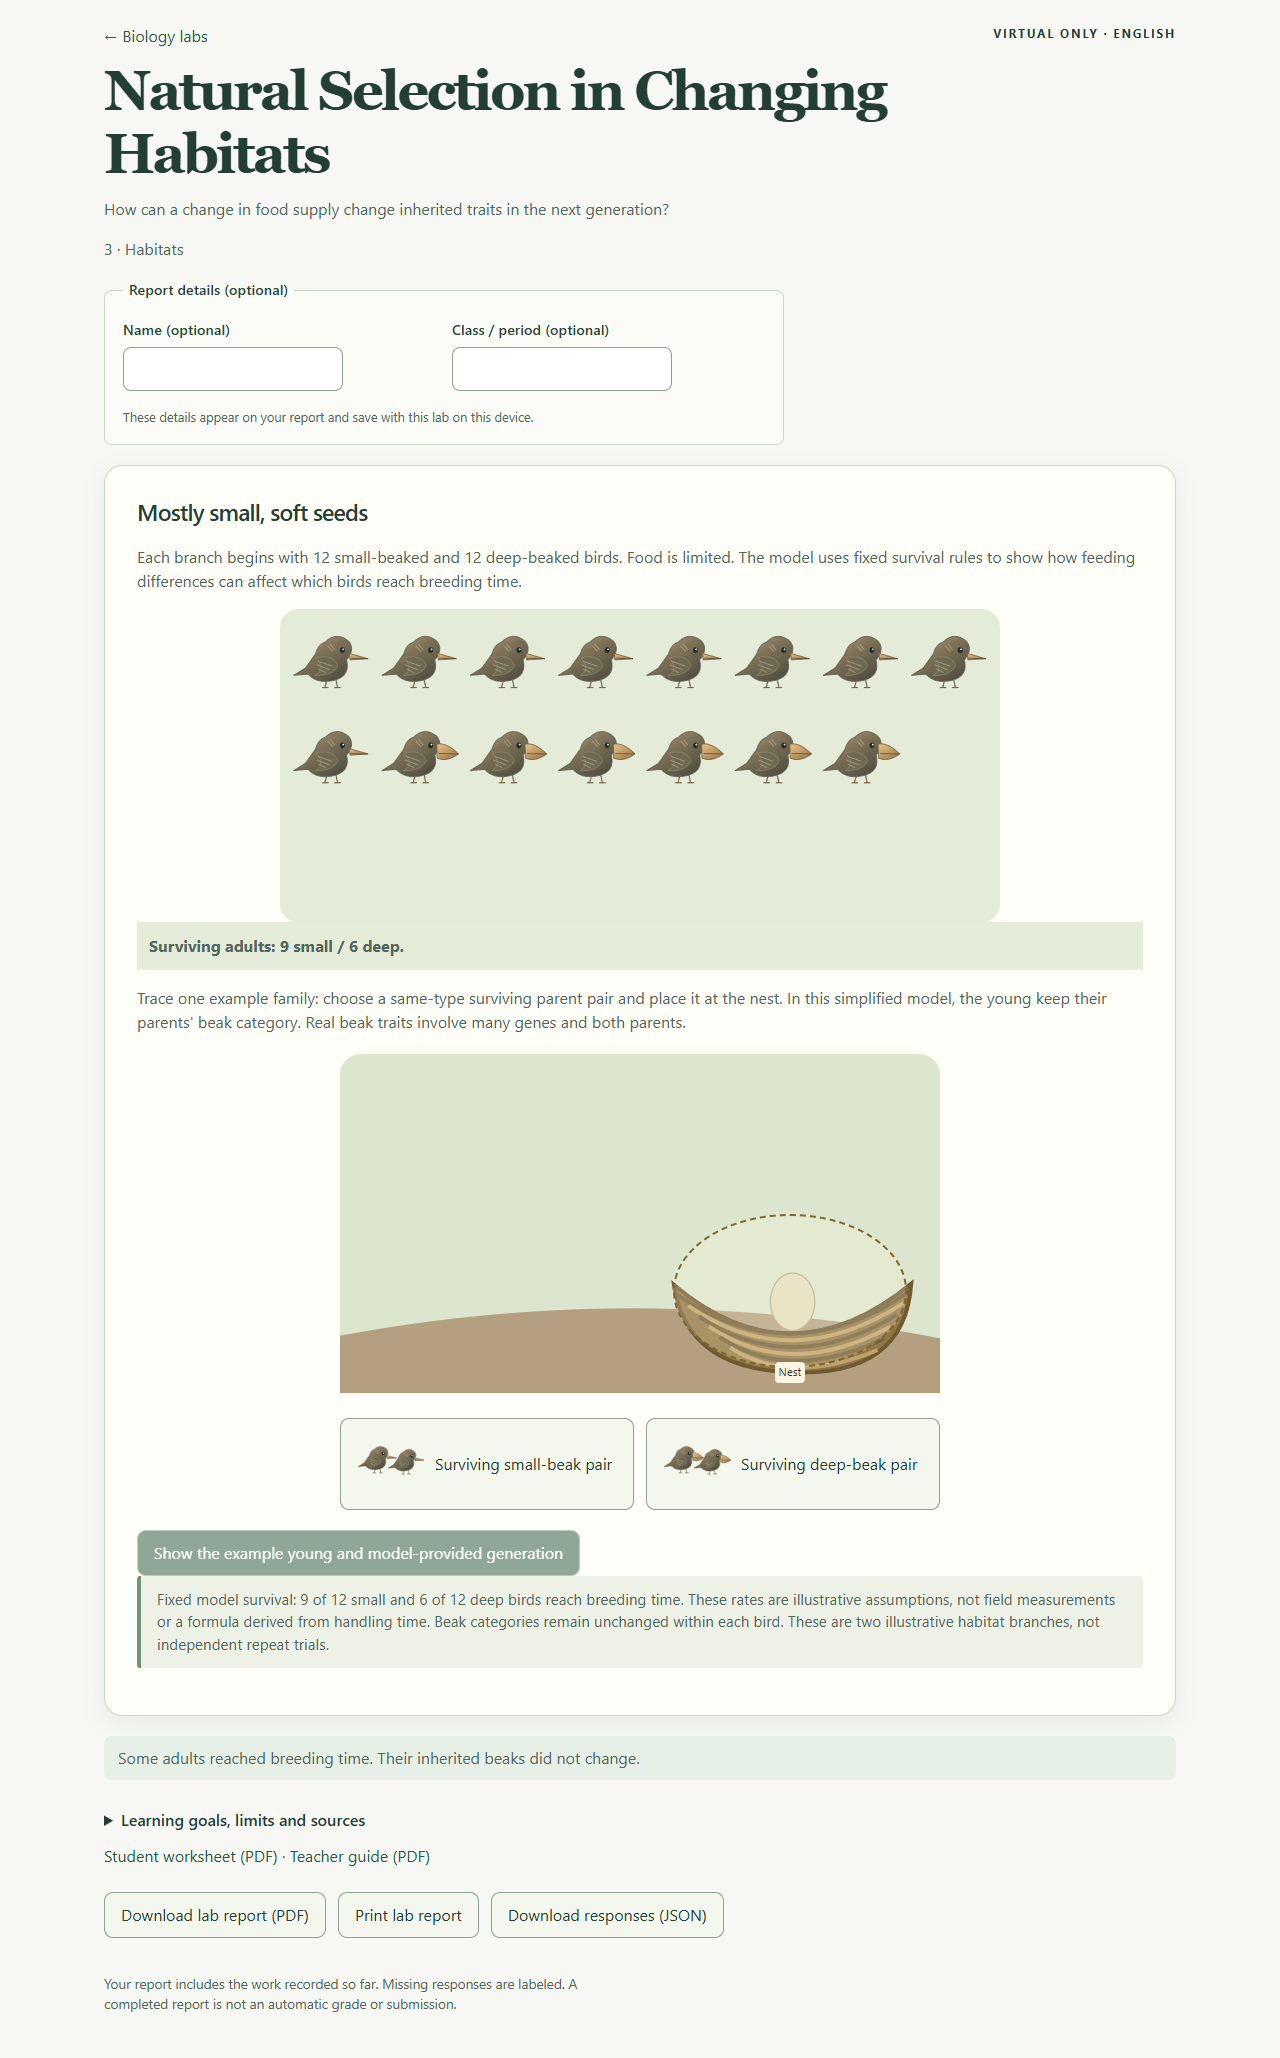 ← Biology labs
VIRTUAL ONLY · ENGLISH
Natural Selection in Changing
Habitats
How can a change in food supply change inherited traits in the next generation?
3 · Habitats
Report details (optional)
Name (optional)
Class / period (optional)
These details appear on your report and save with this lab on this device.
Mostly small, soft seeds
Each branch begins with 12 small-beaked and 12 deep-beaked birds. Food is limited. The model uses fixed survival rules to show how feeding
differences can affect which birds reach breeding time.
Surviving adults: 9 small / 6 deep.
Trace one example family: choose a same-type surviving parent pair and place it at the nest. In this simplified model, the young keep their
parents' beak category. Real beak traits involve many genes and both parents.
Nest
Surviving small-beak pair
Surviving deep-beak pair
Show the example young and model-provided generation
Fixed model survival: 9 of 12 small and 6 of 12 deep birds reach breeding time. These rates are illustrative assumptions, not field measurements
or a formula derived from handling time. Beak categories remain unchanged within each bird. These are two illustrative habitat branches, not
independent repeat trials.
Some adults reached breeding time. Their inherited beaks did not change.
Learning goals, limits and sources
Student worksheet (PDF) · Teacher guide (PDF)
Download lab report (PDF)
Print lab report
Download responses (JSON)
Your report includes the work recorded so far. Missing responses are labeled. A
completed report is not an automatic grade or submission.